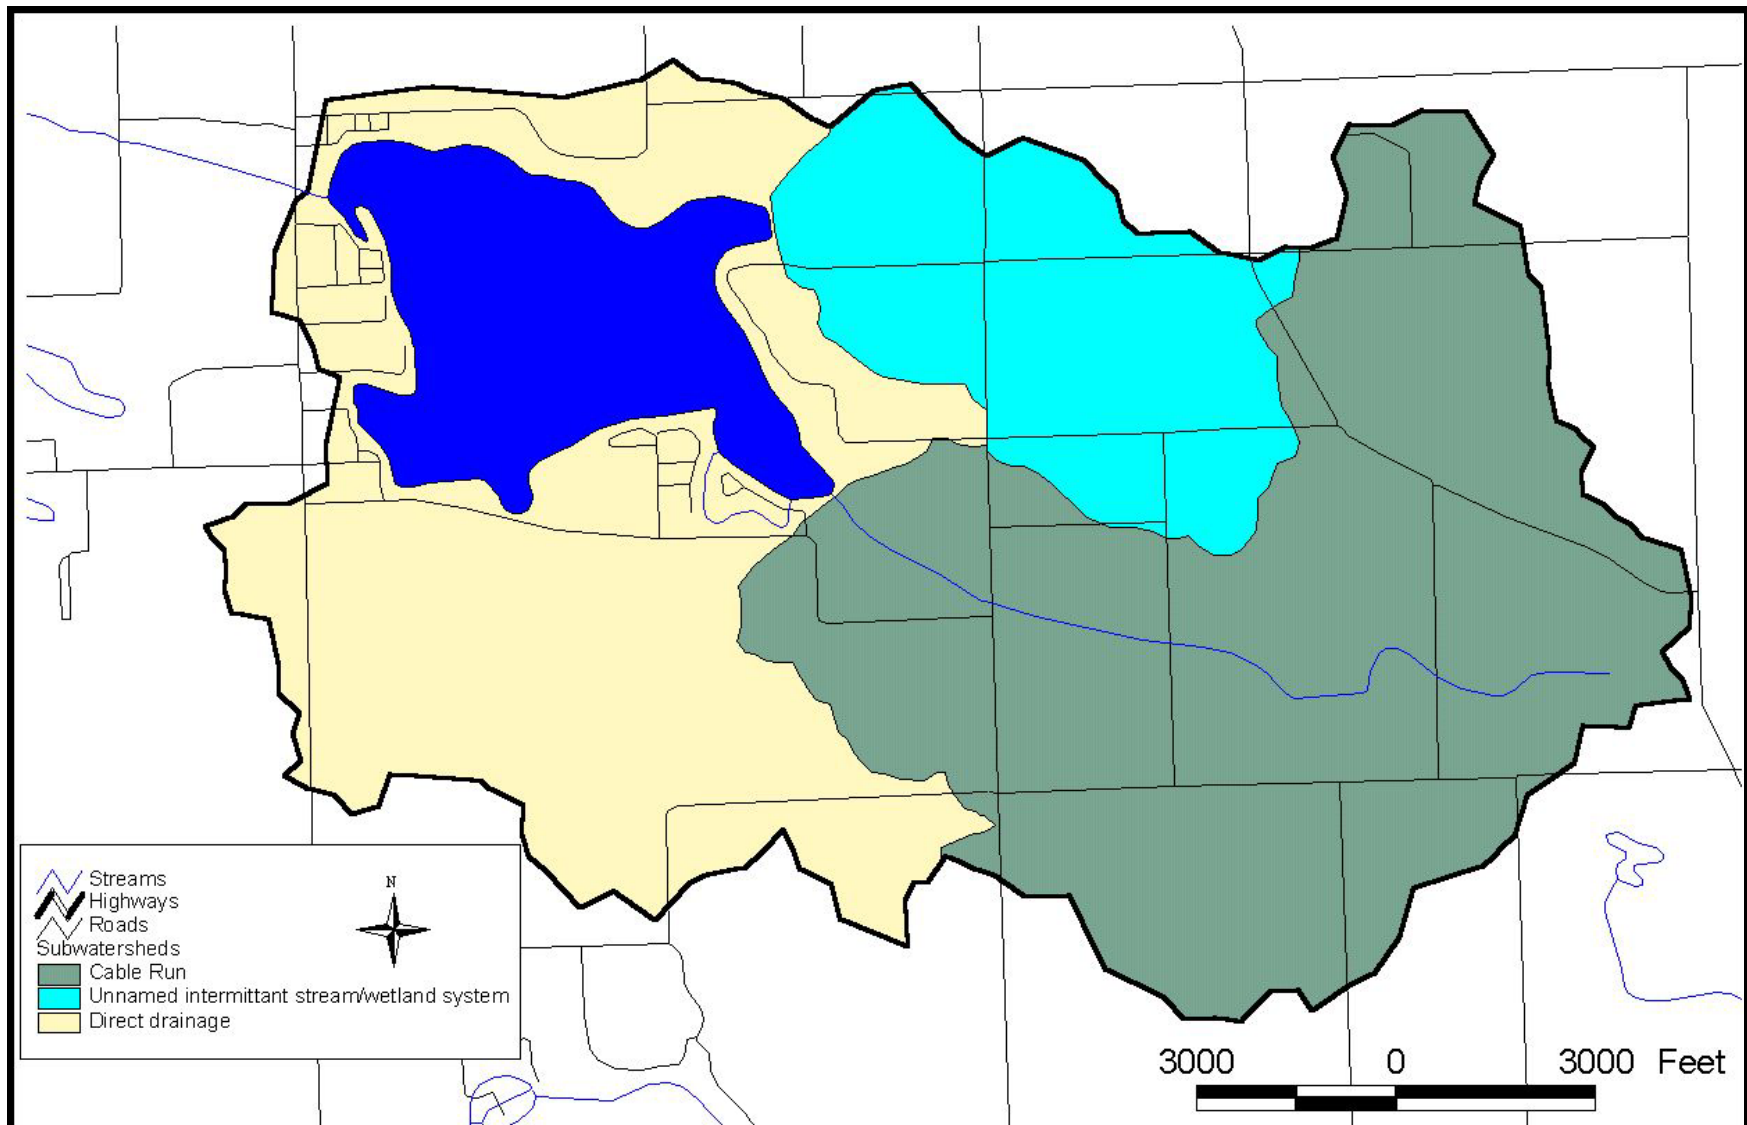 Streams
Highways
Roads
Subwatersheds
Cable Run
Unnamed intermittant stream/wetland system
Direct drainage
N
3000 0 3000 Feet